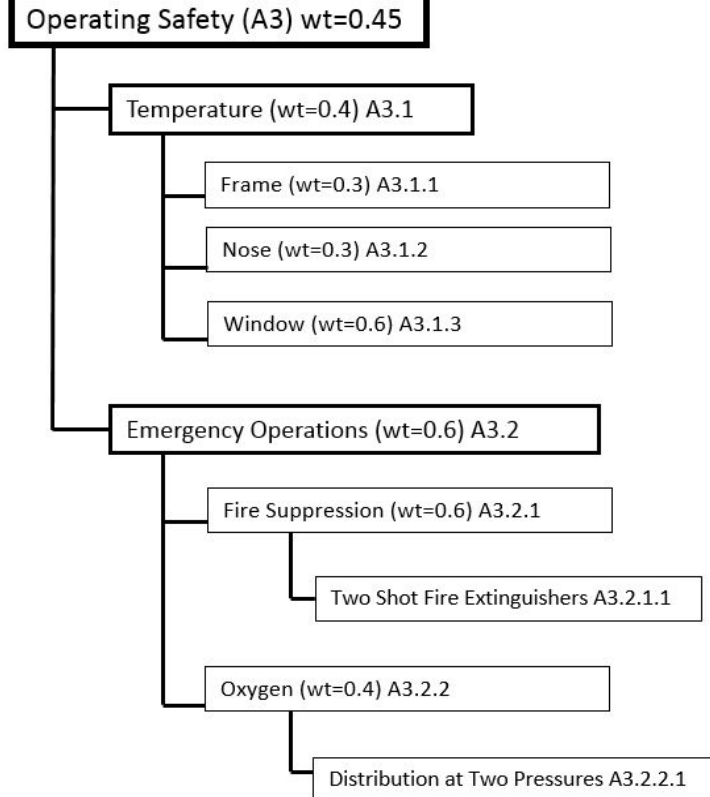 Operating Safety (A3) wt=0.45
Temperature (wt=0.4) A3.1
Frame (wt=0.3) A3.1.1
Nose (wt=0.3) A3.1.2
Window (wt=0.6) A3.1.3
Emergency Operations (wt=0.6) A3.2
Fire Suppression (wt=0.6) A3.2.1
Two Shot Fire Extinguishers A3.2.1.1
Oxygen (wt=0.4) A3.2.2
Distribution at Two Pressures A3.2.2.1